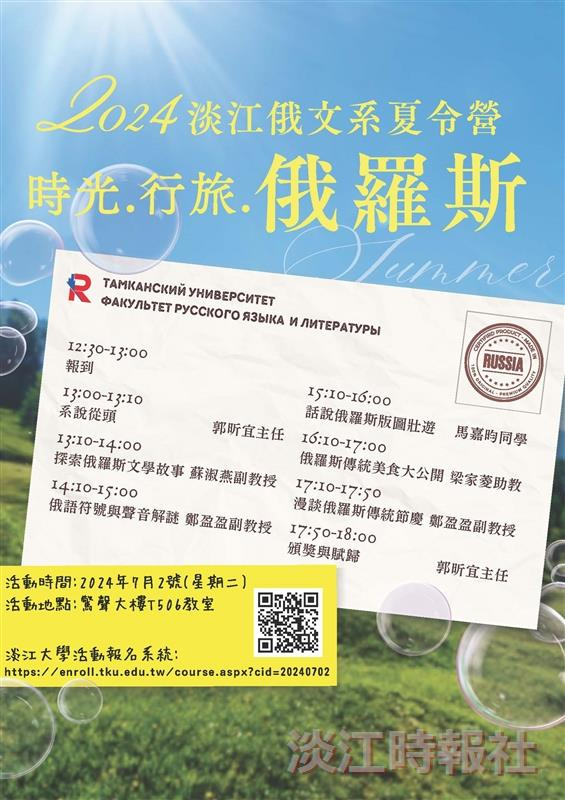 2024 淡江俄文系夏令營
時光.行旅.俄羅斯
Summer
R ТАМКАНСКИЙ УНИВЕРСИТЕТ
ФАКУЛЬТЕТ РУССКОГО ЯЗЫКА И ЛИТЕРАТУРЫ
CERTIFIED PRODUCT - MADE IN
RUSSIA
100% ORIGINAL - PREMIUM QUALITY
12:30-13:00
報到
13:00-13:10
系說從頭 郭昕宜主任
13:10-14:00
探索俄羅斯文學故事 蘇淑燕副教授
14:10-15:00
俄語符號與聲音解謎 鄭盈盈副教授
15:10-16:00
話說俄羅斯版圖壯遊 馬嘉昀同學
16:10-17:00
俄羅斯傳統美食大公開 梁家菱助教
17:10-17:50
漫談俄羅斯傳統節慶 鄭盈盈副教授
17:50-18:00
頒獎與賦歸 郭昕宜主任
活動時間:2024年7月2號(星期二)
活動地點:驚聲大樓T506教室
淡江大學活動報名系統:
https://enroll.tku.edu.tw/course.aspx?cid=20240702
淡江時報社